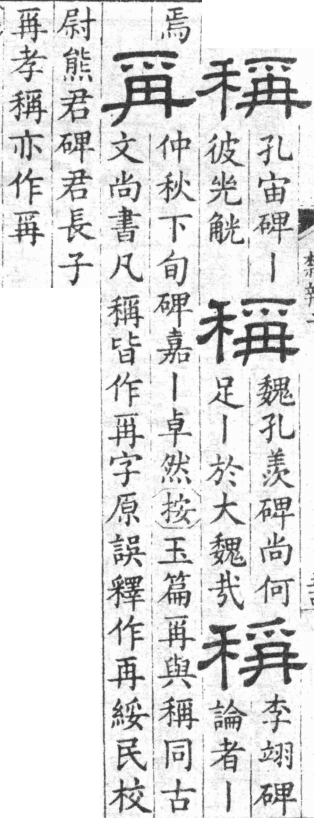 稱
孔宙碑丨
彼兕觥
稱
魏孔羨碑尚何
足丨於大魏哉
稱
李翊碑
論者丨
焉
爯
仲秋下旬碑嘉丨卓然按玉篇爯與稱同古
文尚書凡稱皆作爯字原誤釋作再綏民校
尉熊君碑君長子
爯孝稱亦作爯